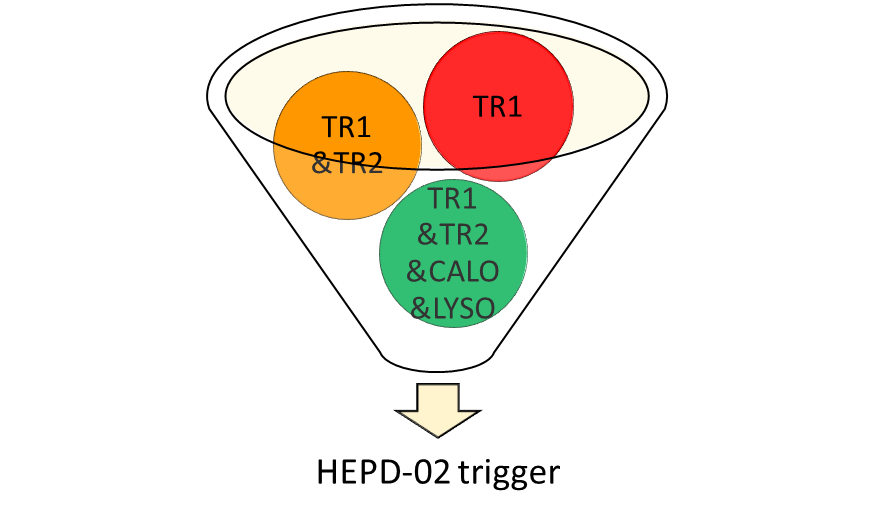 TR1
&TR2
TR1
TR1
&TR2
&CALO
&LYSO
HEPD-02 trigger